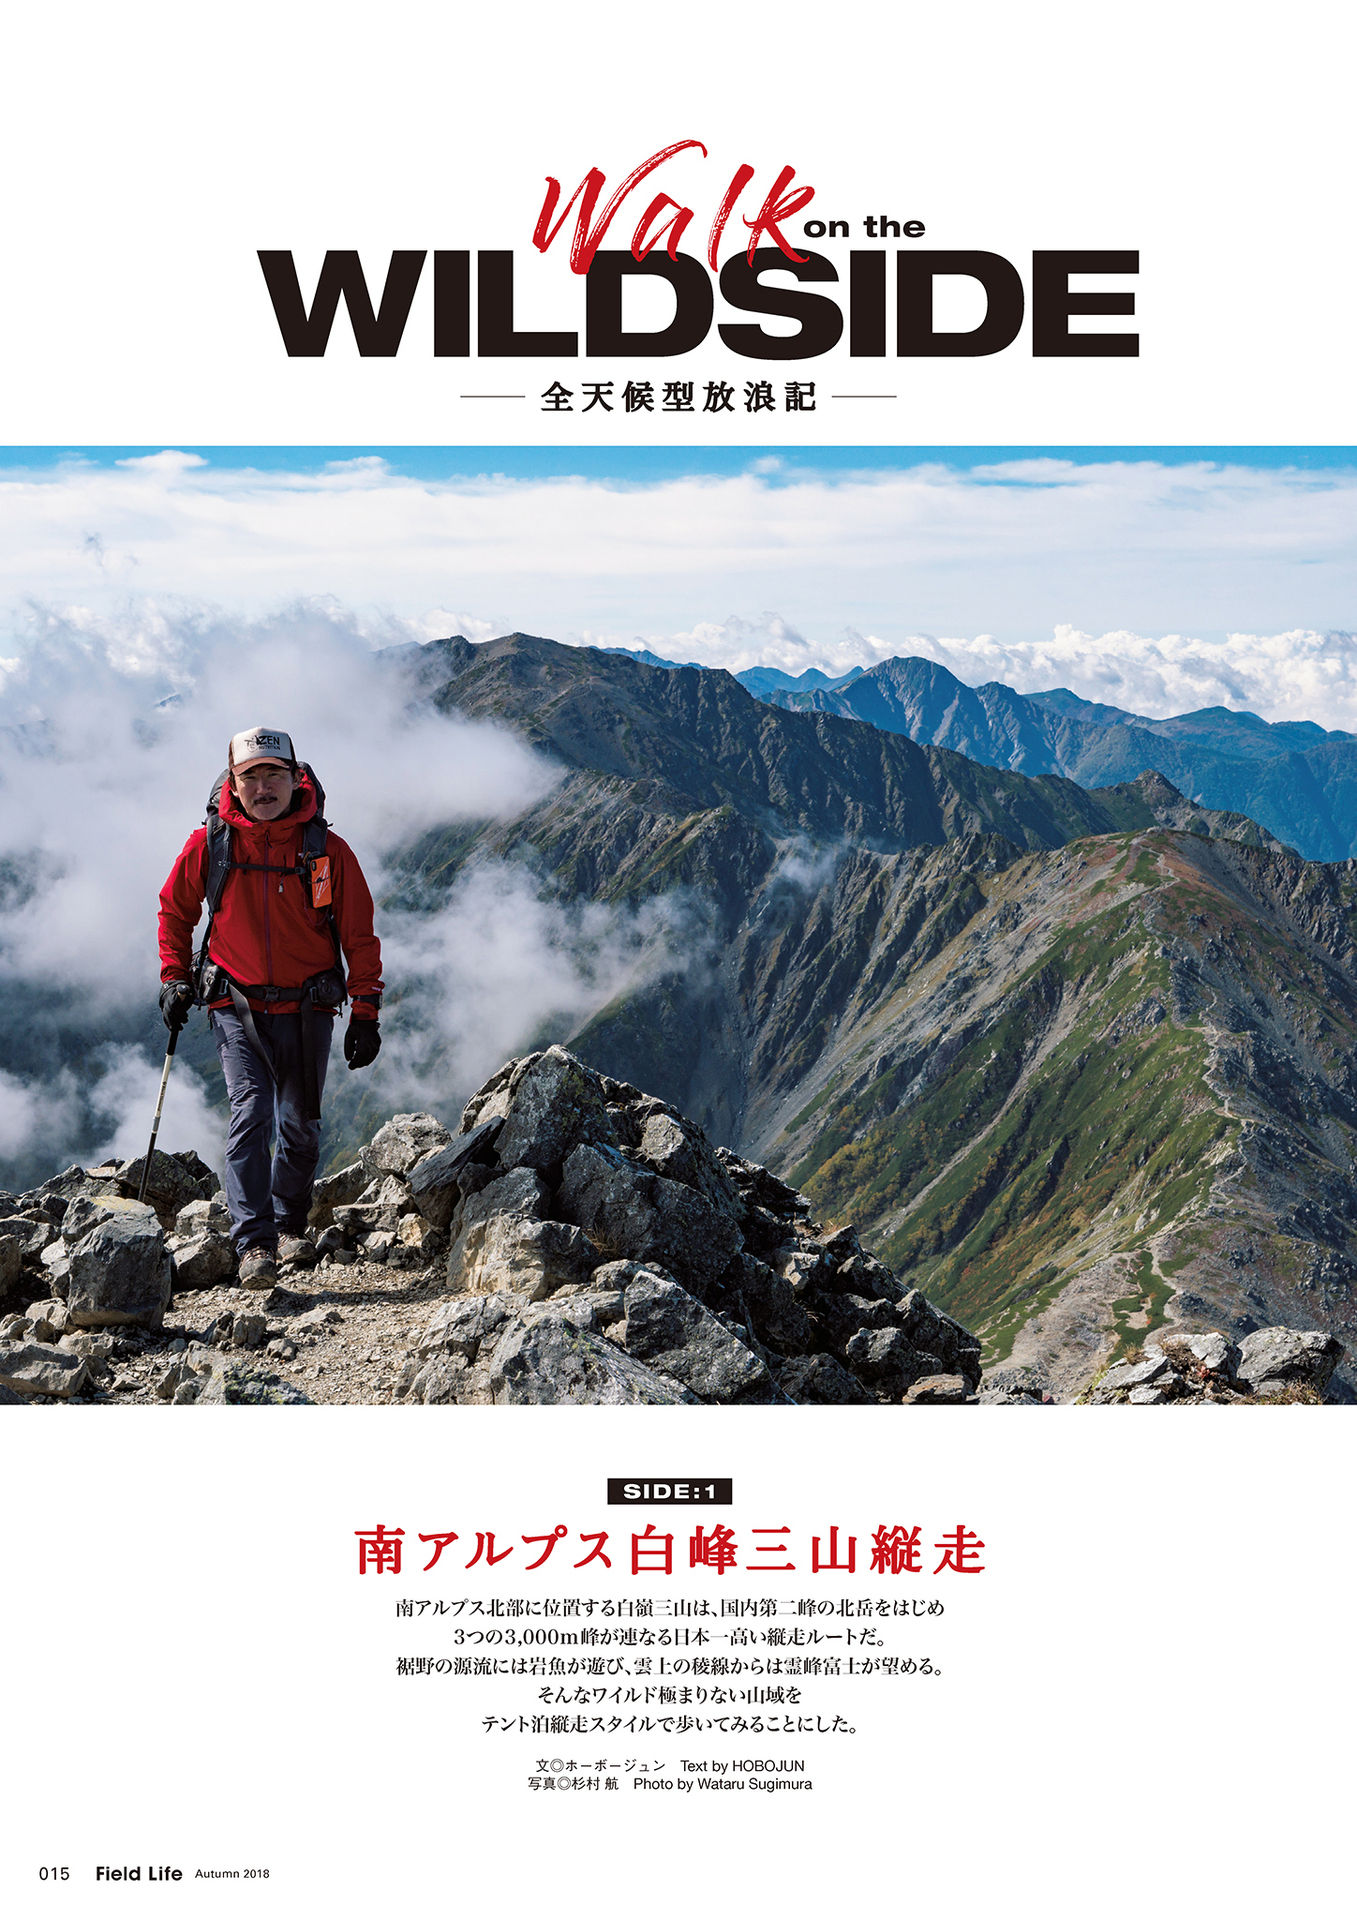 Walk on the
WILDSIDE
全天候型放浪記
SIDE:1
南アルプス白峰三山縦走
南アルプス北部に位置する白嶺三山は、国内第二峰の北岳をはじめ
3つの3,000m峰が連なる日本一高い縦走ルートだ。
裾野の源流には岩魚が遊び、雲上の稜線からは霊峰富士が望める。
そんなワイルド極まりない山域を
テント泊縦走スタイルで歩いてみることにした。
文◎ホーボージュン Text by HOBOJUN
写真◎杉村 航 Photo by Wataru Sugimura
015 Field Life Autumn 2018